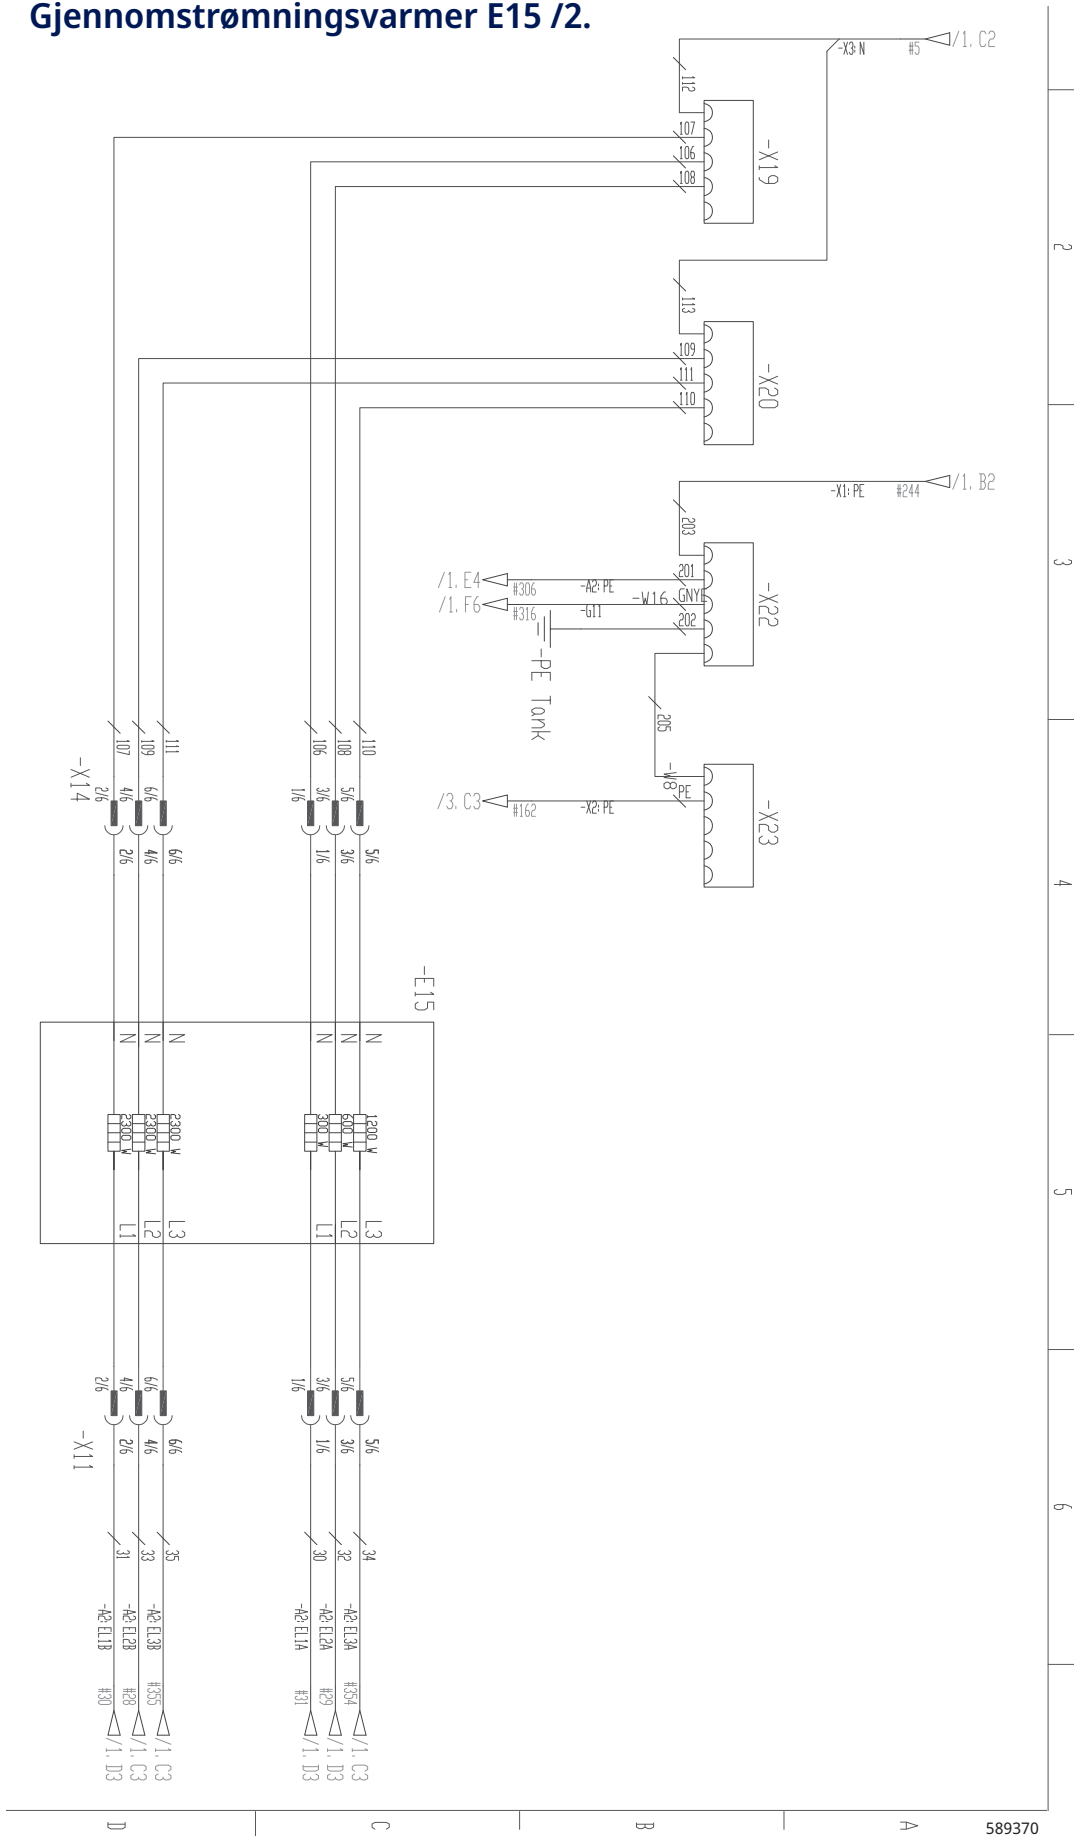 Gjennomstrømningsvarmer E15 /2.
-X3:N
#5
/1. C2
112
107
106
108
-X19
2
113
109
111
110
-X20
-X1:PE
#244
/1. B2
203
201
/1. E4
#306
-A2:PE
-W16
GNYE
/1. F6
#316
-G11
202
-X22
3
-PE Tank
205
107
109
111
106
108
110
-X14
2/6
4/6
6/6
1/6
3/6
5/6
-W8
PE
/3. C3
#162
-X2:PE
-X23
2/6
4/6
6/6
1/6
3/6
5/6
4
-E15
N
N
N
N
N
N
2300 W
2300 W
2300 W
300 W
600 W
1200 W
5
L1
L2
L3
L1
L2
L3
2/6
4/6
6/6
1/6
3/6
5/6
-X11
2/6
4/6
6/6
1/6
3/6
5/6
6
31
33
35
30
32
34
-A2:EL1B
-A2:EL2B
-A2:EL3B
-A2:EL1A
-A2:EL2A
-A2:EL3A
#30
#28
#355
#31
#29
#354
/1. D3
/1. C3
/1. C3
/1. D3
/1. D3
/1. C3
D
C
B
A
589370